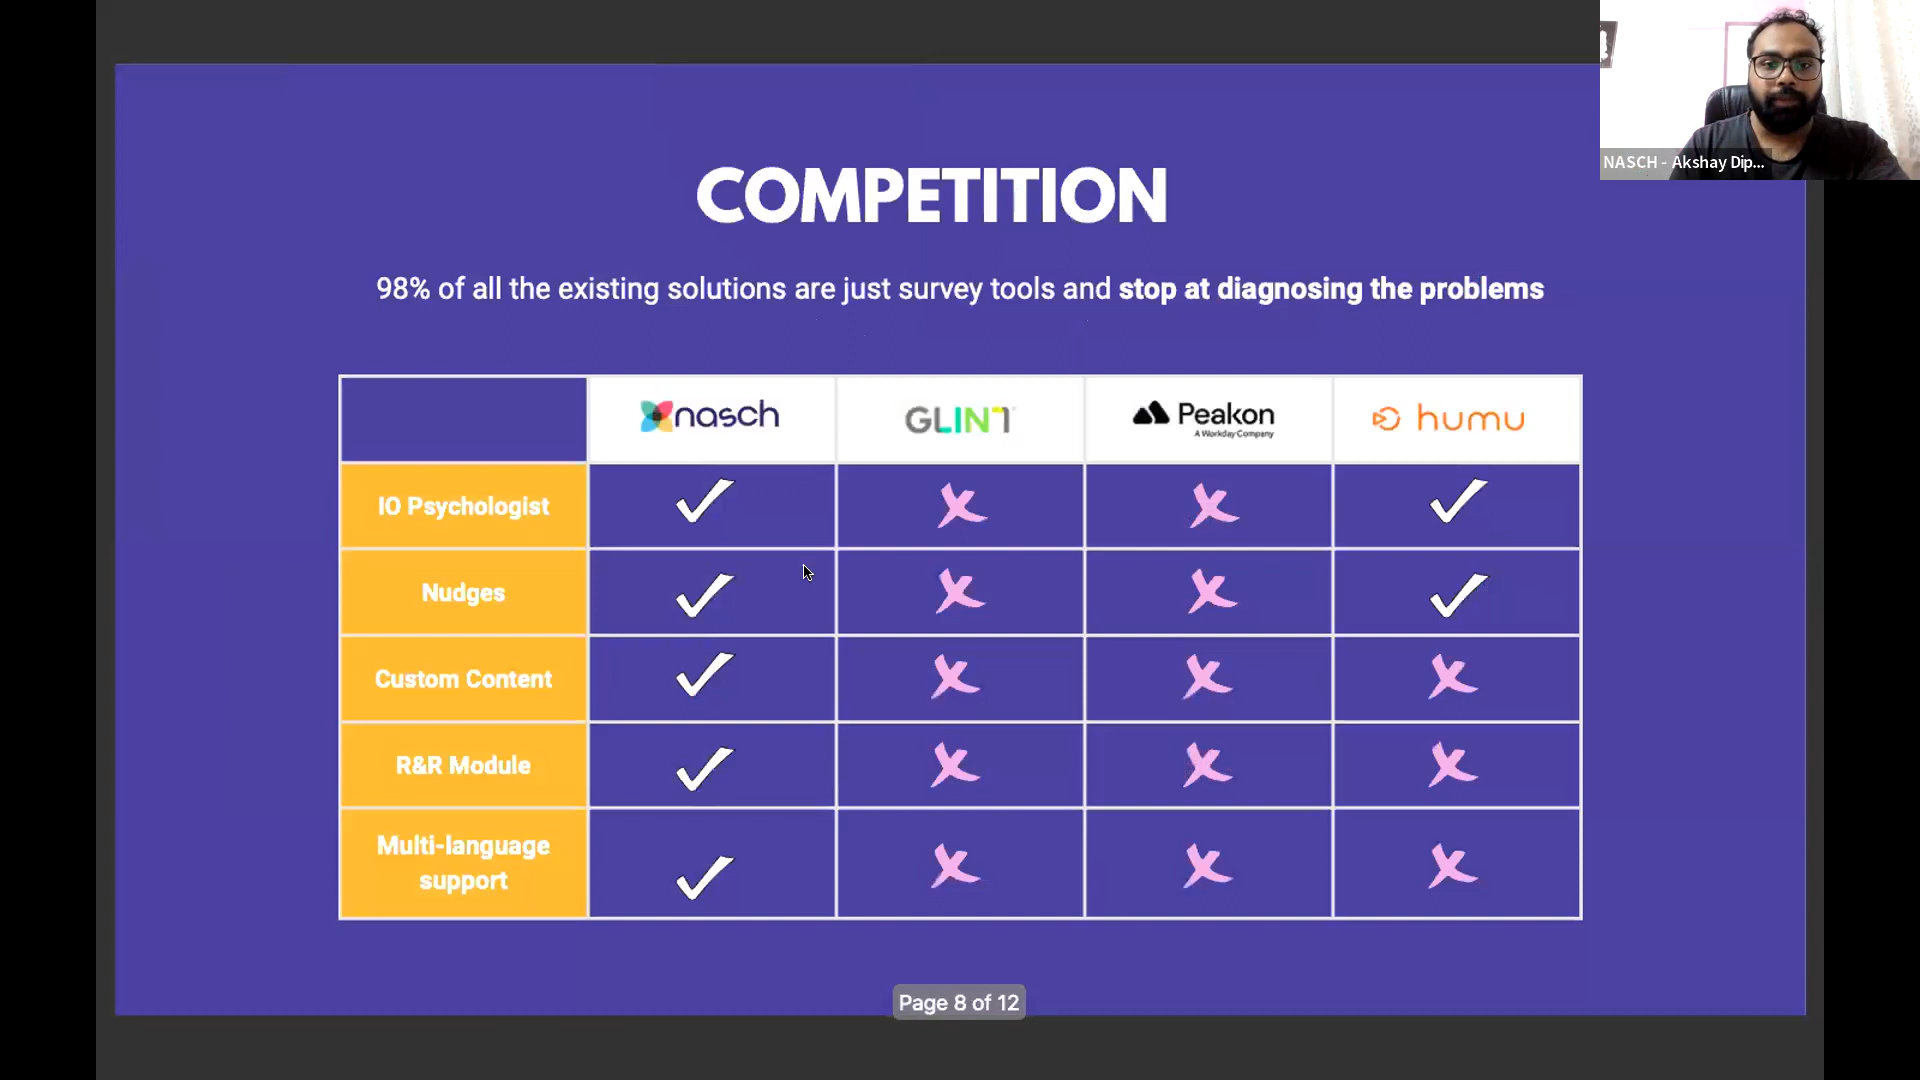 NASCH - Akshay Dip...
COMPETITION
98% of all the existing solutions are just survey tools and stop at diagnosing the problems
nasch
GLINT
Peakon
A Workday Company
humu
IO Psychologist
Nudges
Custom Content
R&R Module
Multi-language
support
Page 8 of 12